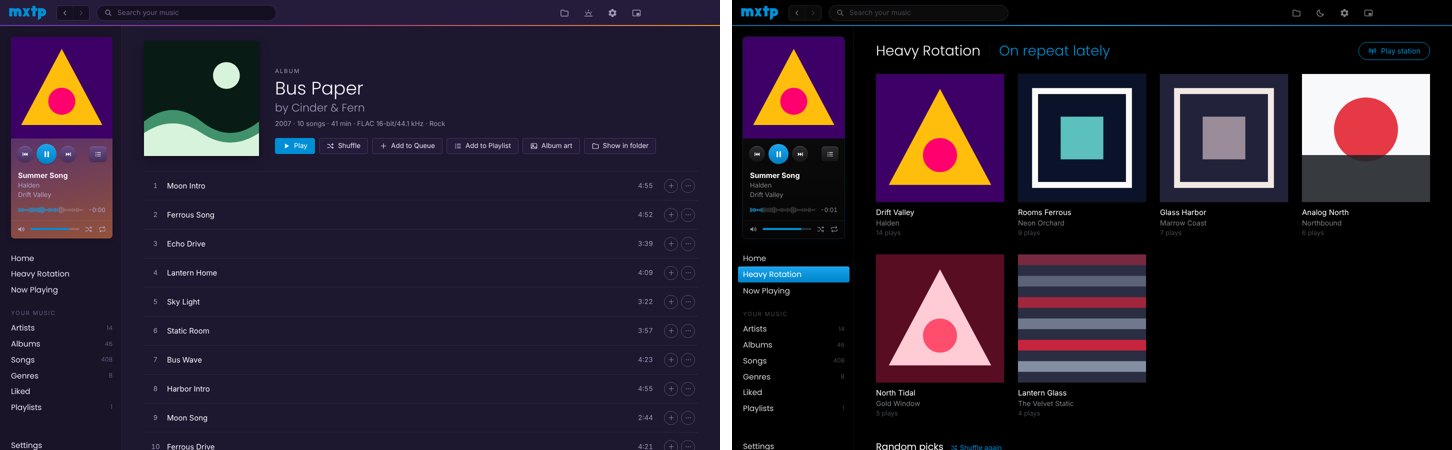 mxtp
Search your music
Summer Song
Halden
Drift Valley
-0:00
Home
Heavy Rotation
Now Playing
YOUR MUSIC
Artists 14
Albums 46
Songs 408
Genres 8
Liked
Playlists 1
Settings
ALBUM
Bus Paper
by Cinder & Fern
2007 · 10 songs · 41 min · FLAC 16-bit/44.1 kHz · Rock
Play Shuffle Add to Queue Add to Playlist Album art Show in folder
1 Moon Intro 4:55
2 Ferrous Song 4:52
3 Echo Drive 3:39
4 Lantern Home 4:09
5 Sky Light 3:22
6 Static Room 3:57
7 Bus Wave 4:23
8 Harbor Intro 4:55
9 Moon Song 2:44
10 Ferrous Drive 4:21
mxtp
Search your music
Summer Song
Halden
Drift Valley
-0:01
Home
Heavy Rotation
Now Playing
YOUR MUSIC
Artists 14
Albums 46
Songs 408
Genres 8
Liked
Playlists 1
Settings
Heavy Rotation On repeat lately
Play station
Drift Valley
Halden
14 plays
Rooms Ferrous
Neon Orchard
9 plays
Glass Harbor
Marrow Coast
7 plays
Analog North
Northbound
6 plays
North Tidal
Gold Window
5 plays
Lantern Glass
The Velvet Static
4 plays
Random picks Shuffle again